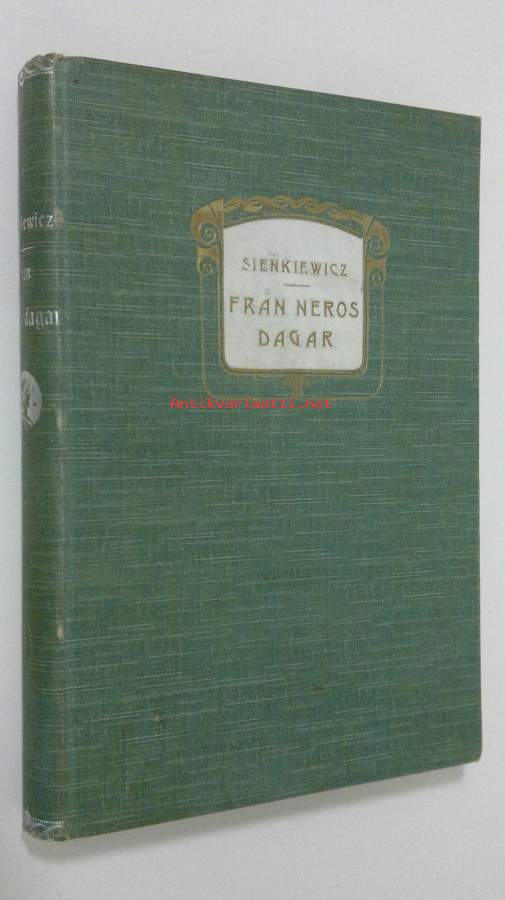 SIENKIEWICZ
FRÅN NEROS
DAGAR
Antikvariaatti.net